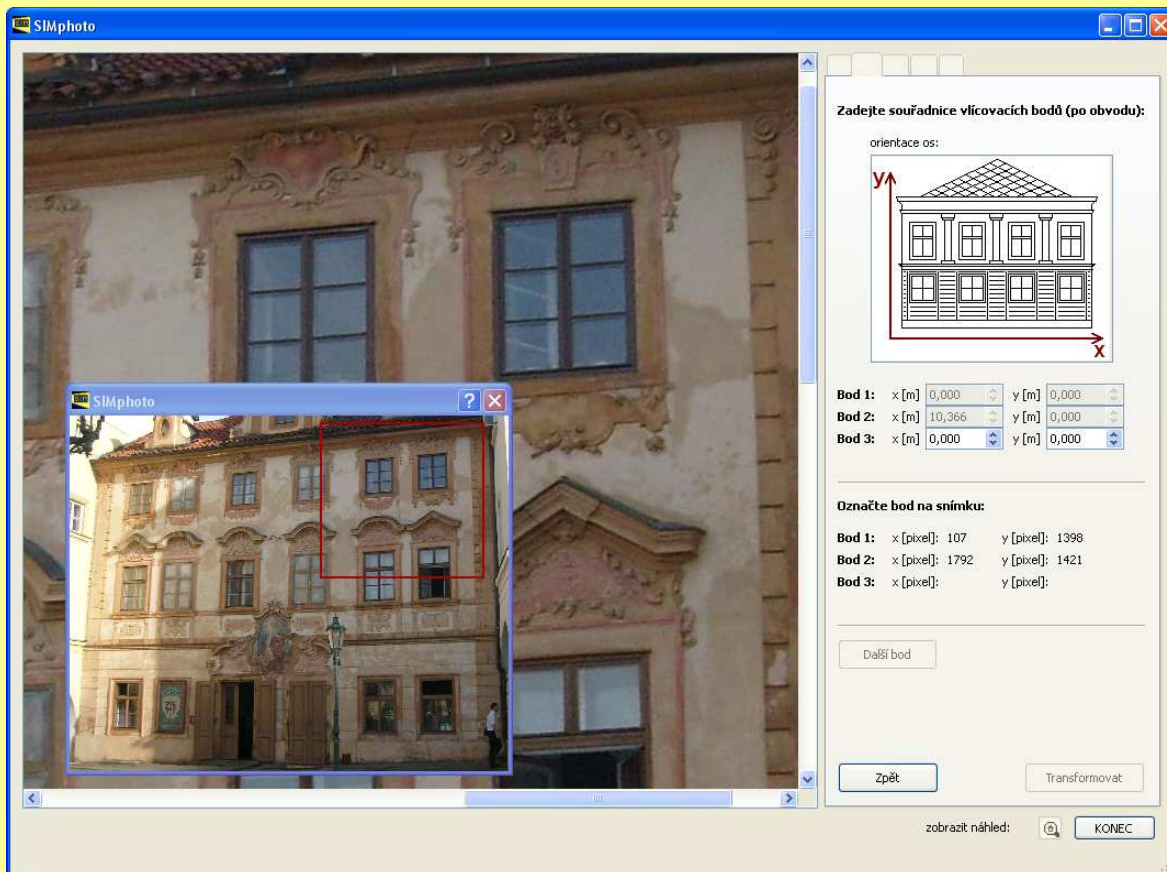 SIMphoto
Zadejte souřadnice vlícovacích bodů (po obvodu):
orientace os:
y
x
Bod 1: x [m] 0,000 y [m] 0,000
Bod 2: x [m] 10,366 y [m] 0,000
Bod 3: x [m] 0,000 y [m] 0,000
SIMphoto
Označte bod na snímku:
Bod 1: x [pixel]: 107 y [pixel]: 1398
Bod 2: x [pixel]: 1792 y [pixel]: 1421
Bod 3: x [pixel]: y [pixel]:
Další bod
Zpět Transformovat
zobrazit náhled: KONEC